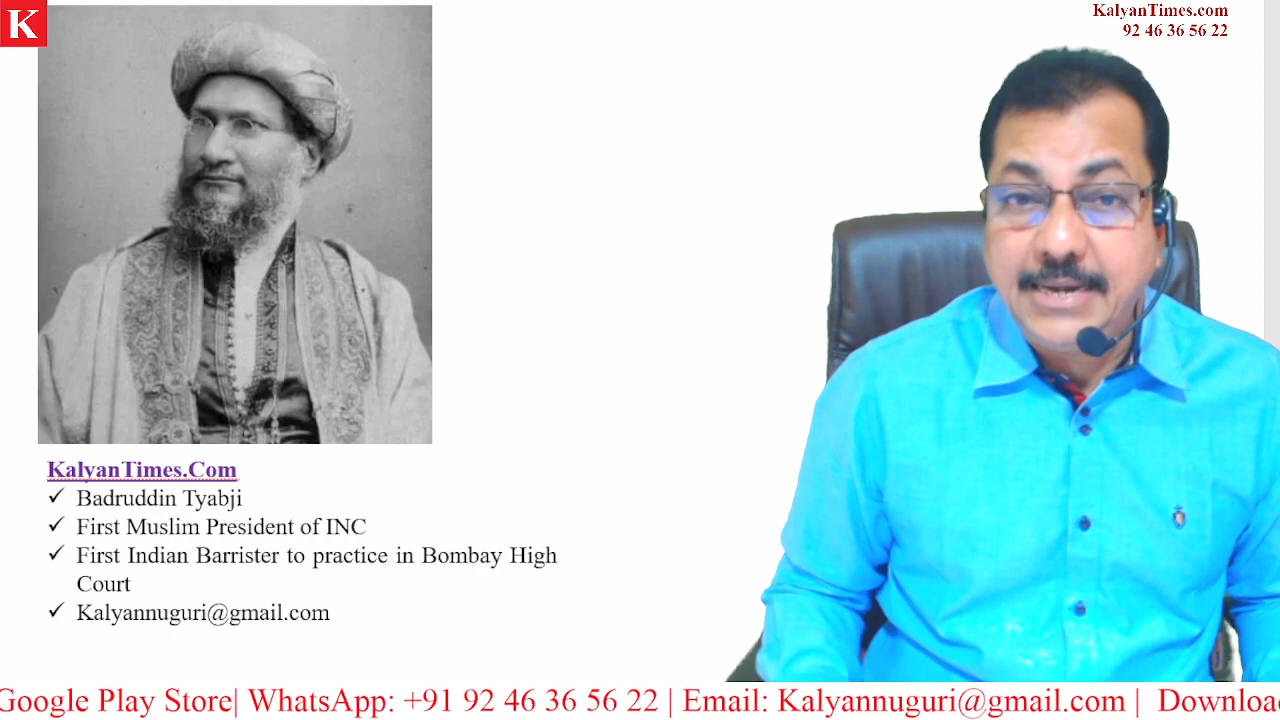 K
KalyanTimes.com
92 46 36 56 22
KalyanTimes.Com
✓ Badruddin Tyabji
✓ First Muslim President of INC
✓ First Indian Barrister to practice in Bombay High
Court
✓ Kalyannuguri@gmail.com
Google Play Store| WhatsApp: +91 92 46 36 56 22 | Email: Kalyannuguri@gmail.com | Download